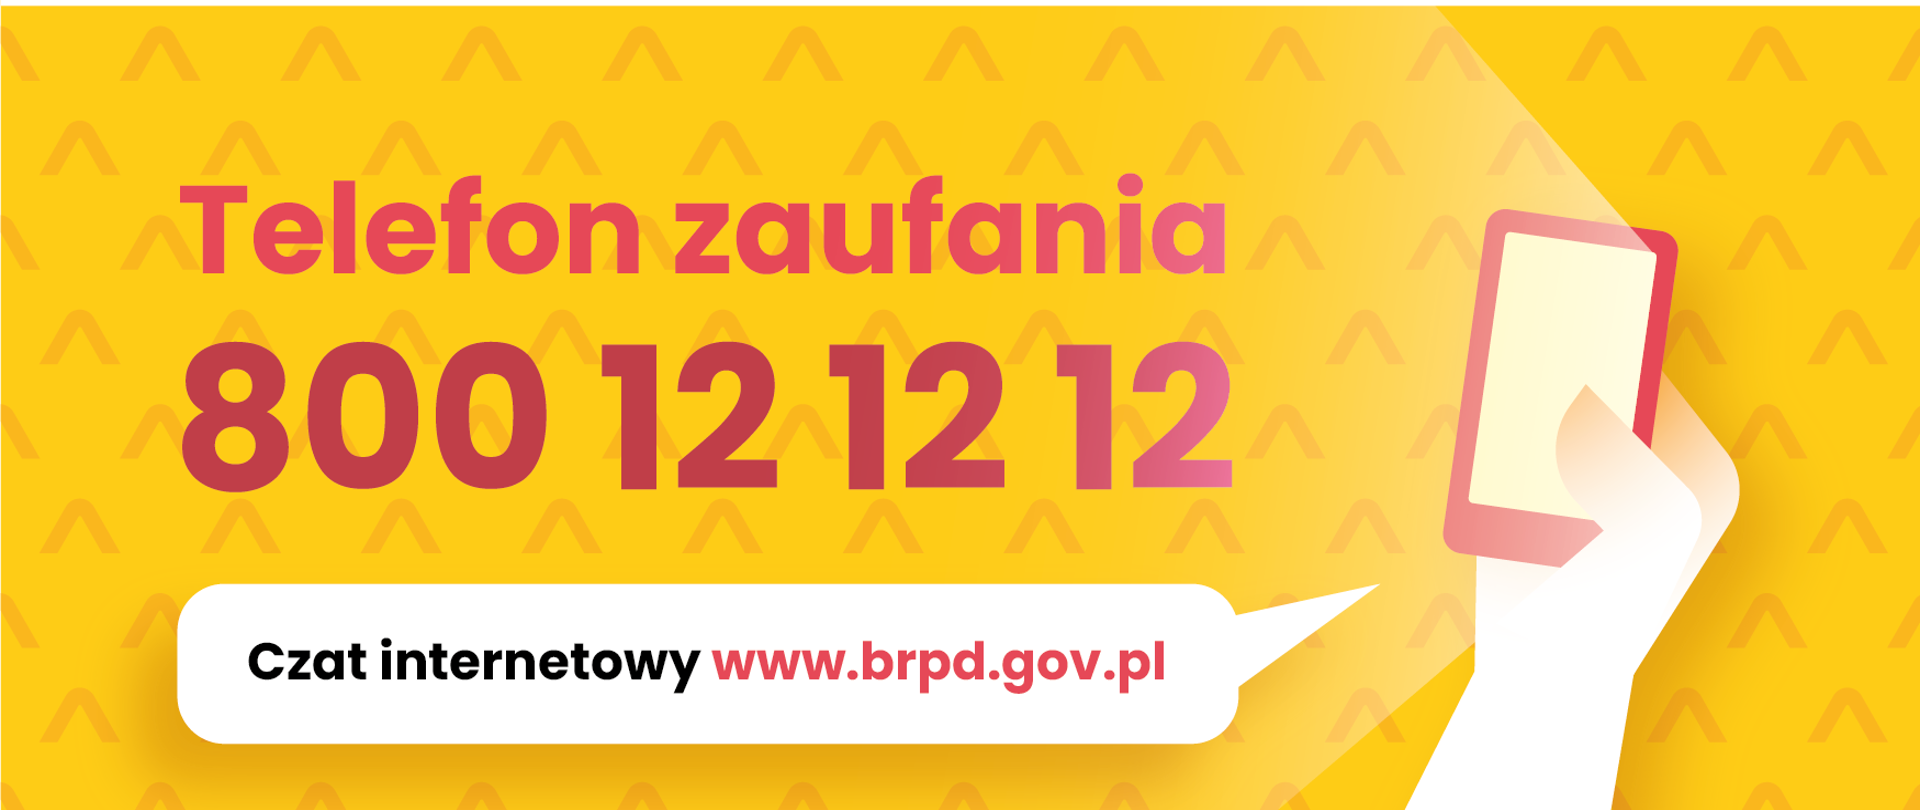 Telefon zaufania
800 12 12 12
Czat internetowy www.brpd.gov.pl